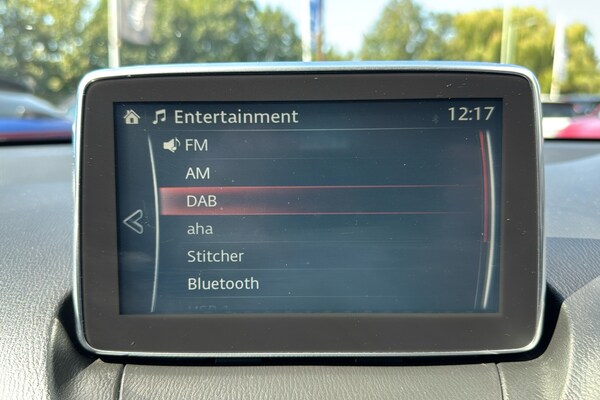 Entertainment 12:17
FM
AM
DAB
aha
Stitcher
Bluetooth